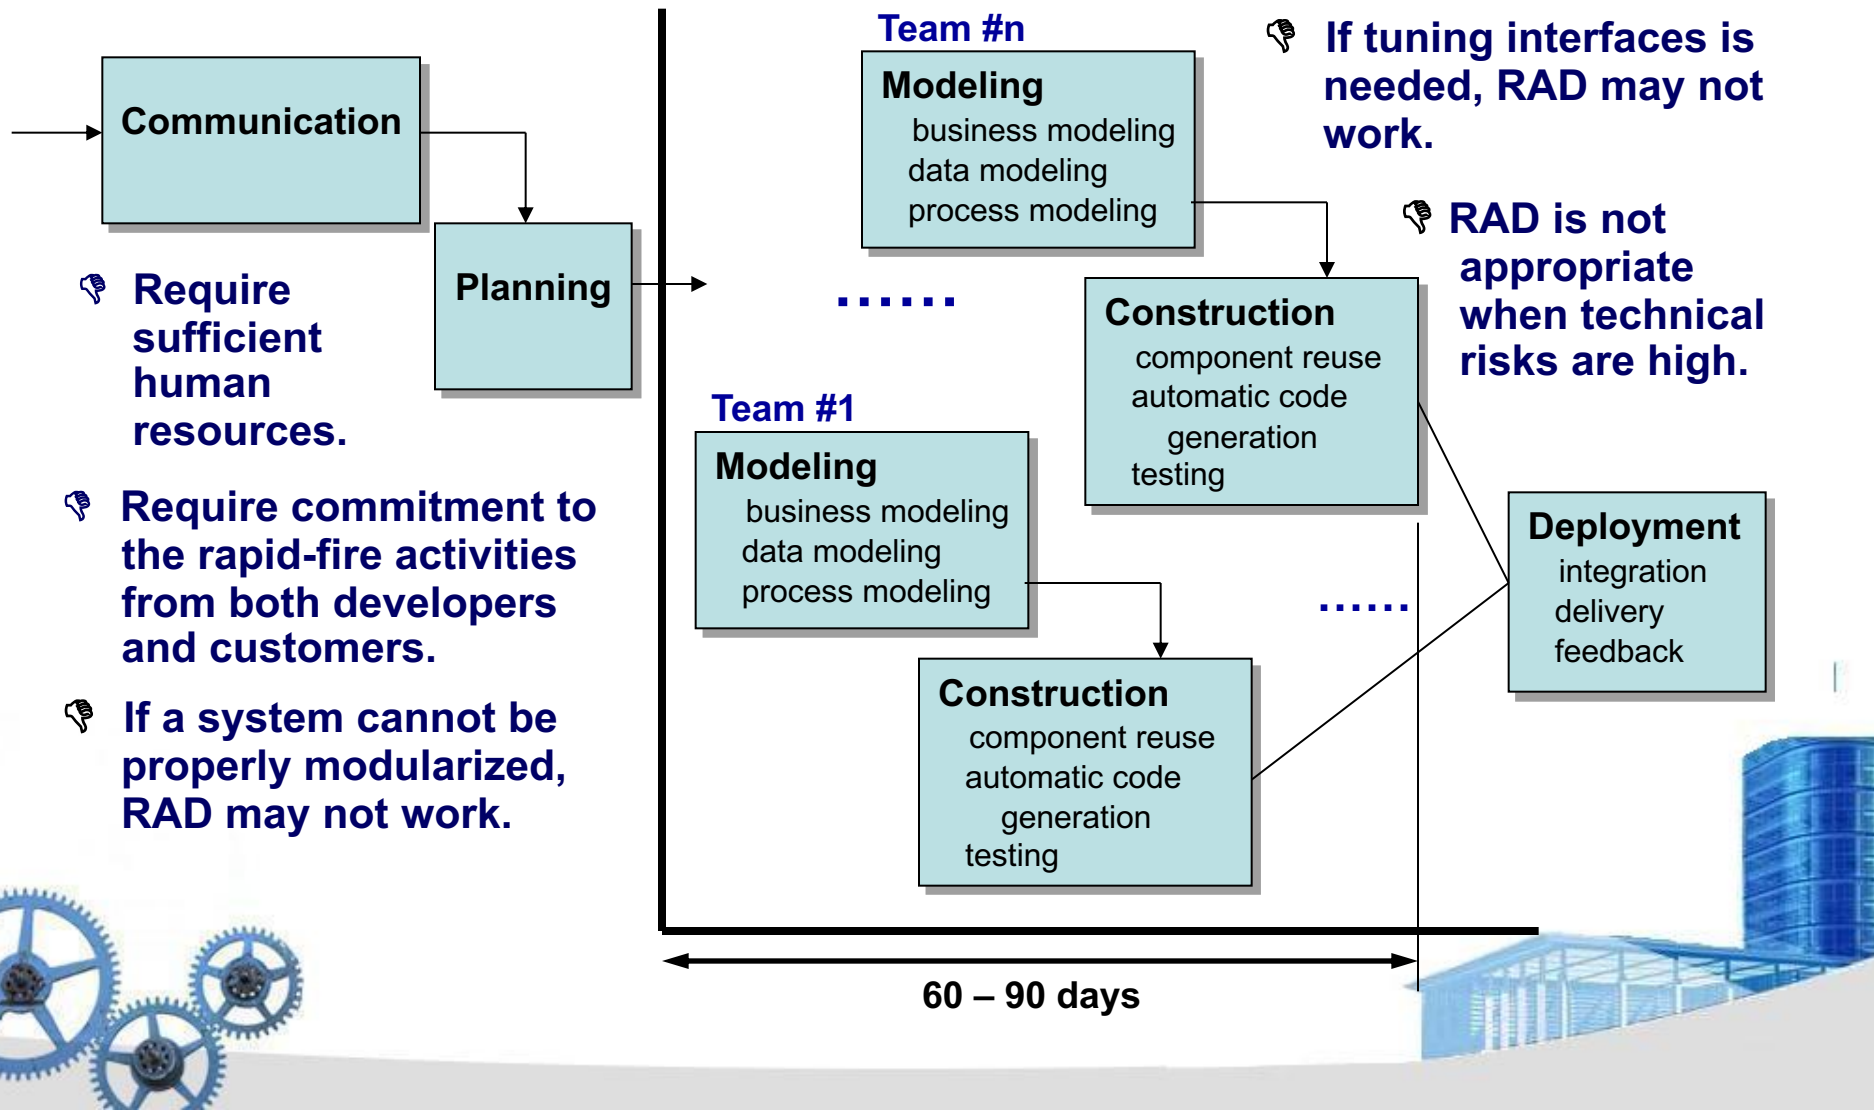 Communication
Planning
Require
sufficient
human
resources.
Require commitment to
the rapid-fire activities
from both developers
and customers.
If a system cannot be
properly modularized,
RAD may not work.
Team #n
Modeling
business modeling
data modeling
process modeling
......
Construction
component reuse
automatic code
generation
testing
Team #1
Modeling
business modeling
data modeling
process modeling
......
Construction
component reuse
automatic code
generation
testing
60 – 90 days
If tuning interfaces is
needed, RAD may not
work.
RAD is not
appropriate
when technical
risks are high.
Deployment
integration
delivery
feedback